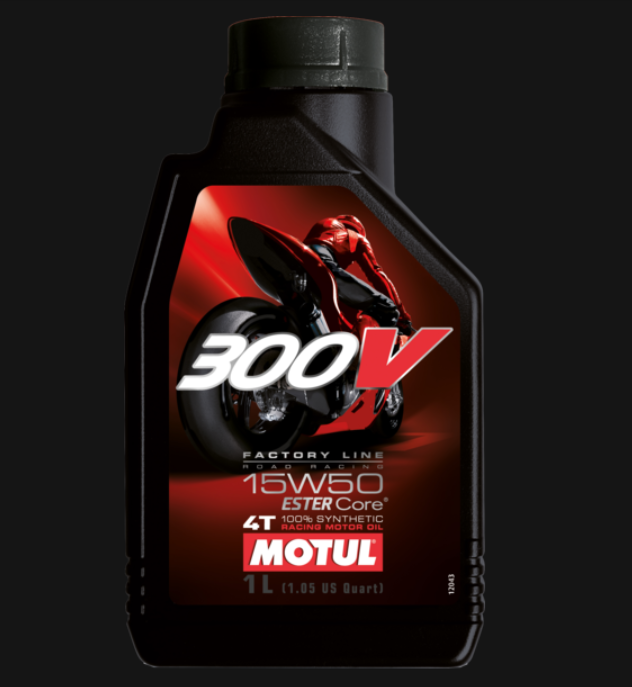 300V
FACTORY LINE
ROAD RACING
15W50
ESTER Core®
4T 100% SYNTHETIC
RACING MOTOR OIL
MOTUL®
1L (1.05 US Quart)
12043